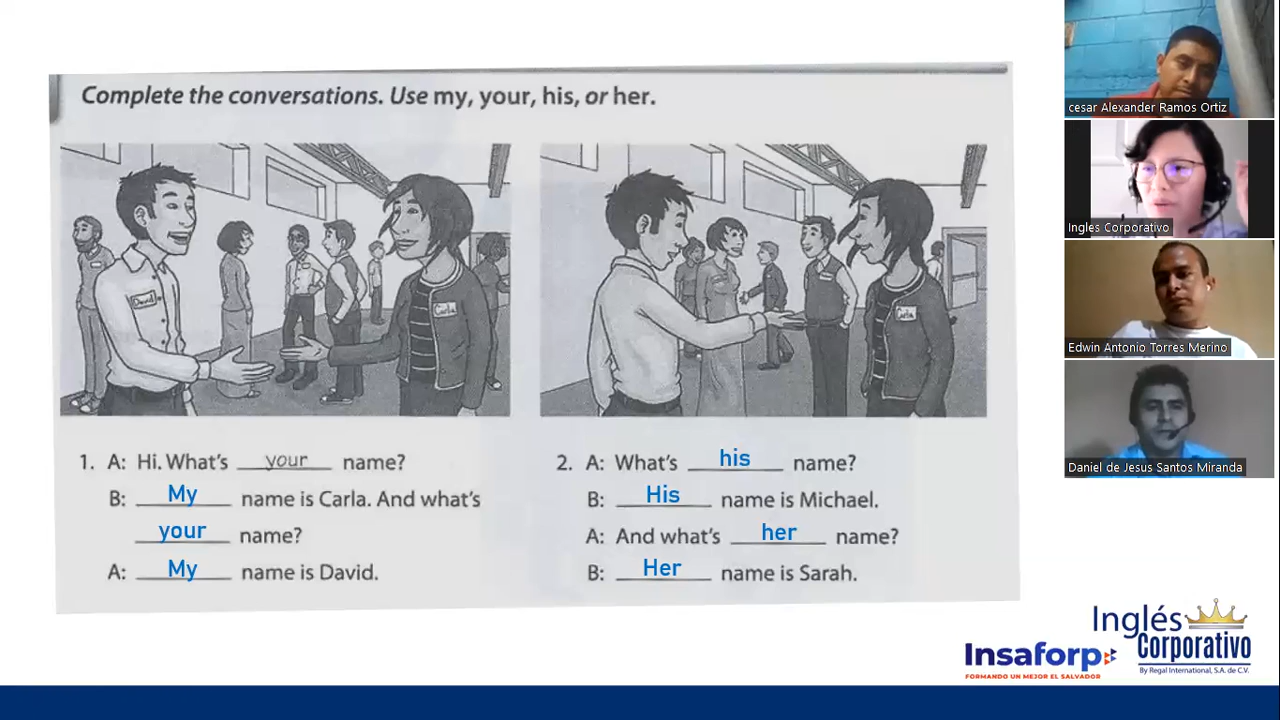 Complete the conversations. Use my, your, his, or her.
David
Carla
Carla
1. A: Hi. What's your name?
B: My name is Carla. And what's
your name?
A: My name is David.
2. A: What's his name?
B: His name is Michael.
A: And what's her name?
B: Her name is Sarah.
cesar Alexander Ramos Ortiz
Ingles Corporativo
Edwin Antonio Torres Merino
Daniel de Jesus Santos Miranda
Insaforp
FORMANDO UN MEJOR EL SALVADOR
Inglés
Corporativo
By Regal International, S.A. de C.V.